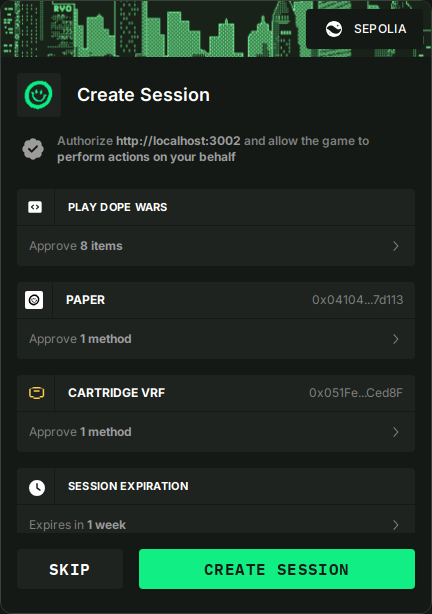 RYO
SEPOLIA
Create Session
Authorize http://localhost:3002 and allow the game to
perform actions on your behalf
PLAY DOPE WARS
Approve 8 items
PAPER 0x04104...7d113
Approve 1 method
CARTRIDGE VRF 0x051Fe...Ced8F
Approve 1 method
SESSION EXPIRATION
Expires in 1 week
SKIP CREATE SESSION